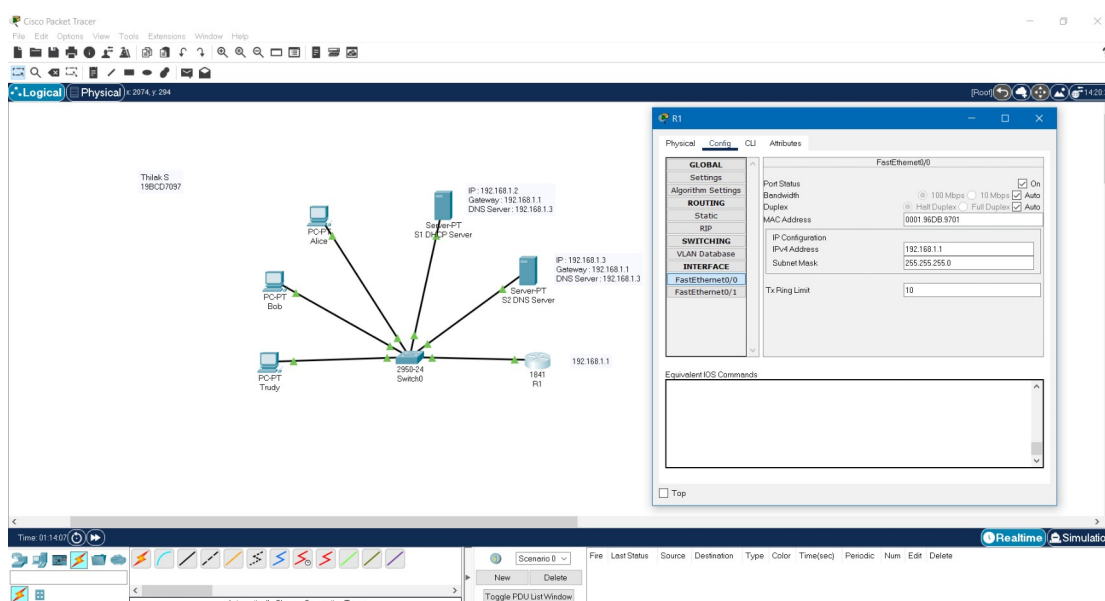 Cisco Packet Tracer
File Edit Options View Tools Extensions Window Help
Logical Physical x: 2074, y: 294
[Root] 14:20:
Thilak S
19BCD7097
PC-PT
Alice
IP : 192.168.1.2
Gateway : 192.168.1.1
DNS Server : 192.168.1.3
Server-PT
S1 DHCP Server
IP : 192.168.1.3
Gateway : 192.168.1.1
DNS Server : 192.168.1.3
Server-PT
S2 DNS Server
PC-PT
Bob
PC-PT
Trudy
2950-24
Switch0
1841
R1
192.168.1.1
R1
Physical Config CLI Attributes
GLOBAL
Settings
Algorithm Settings
ROUTING
Static
RIP
SWITCHING
VLAN Database
INTERFACE
FastEthernet0/0
FastEthernet0/1
FastEthernet0/0
Port Status On
Bandwidth 100 Mbps 10 Mbps Auto
Duplex Half Duplex Full Duplex Auto
MAC Address 0001.96DB.9701
IP Configuration
IPv4 Address 192.168.1.1
Subnet Mask 255.255.255.0
Tx Ring Limit 10
Equivalent IOS Commands
Top
Time: 01:14:07
Realtime Simulatio
Scenario 0
New Delete
Toggle PDU List Window
Fire Last Status Source Destination Type Color Time(sec) Periodic Num Edit Delete